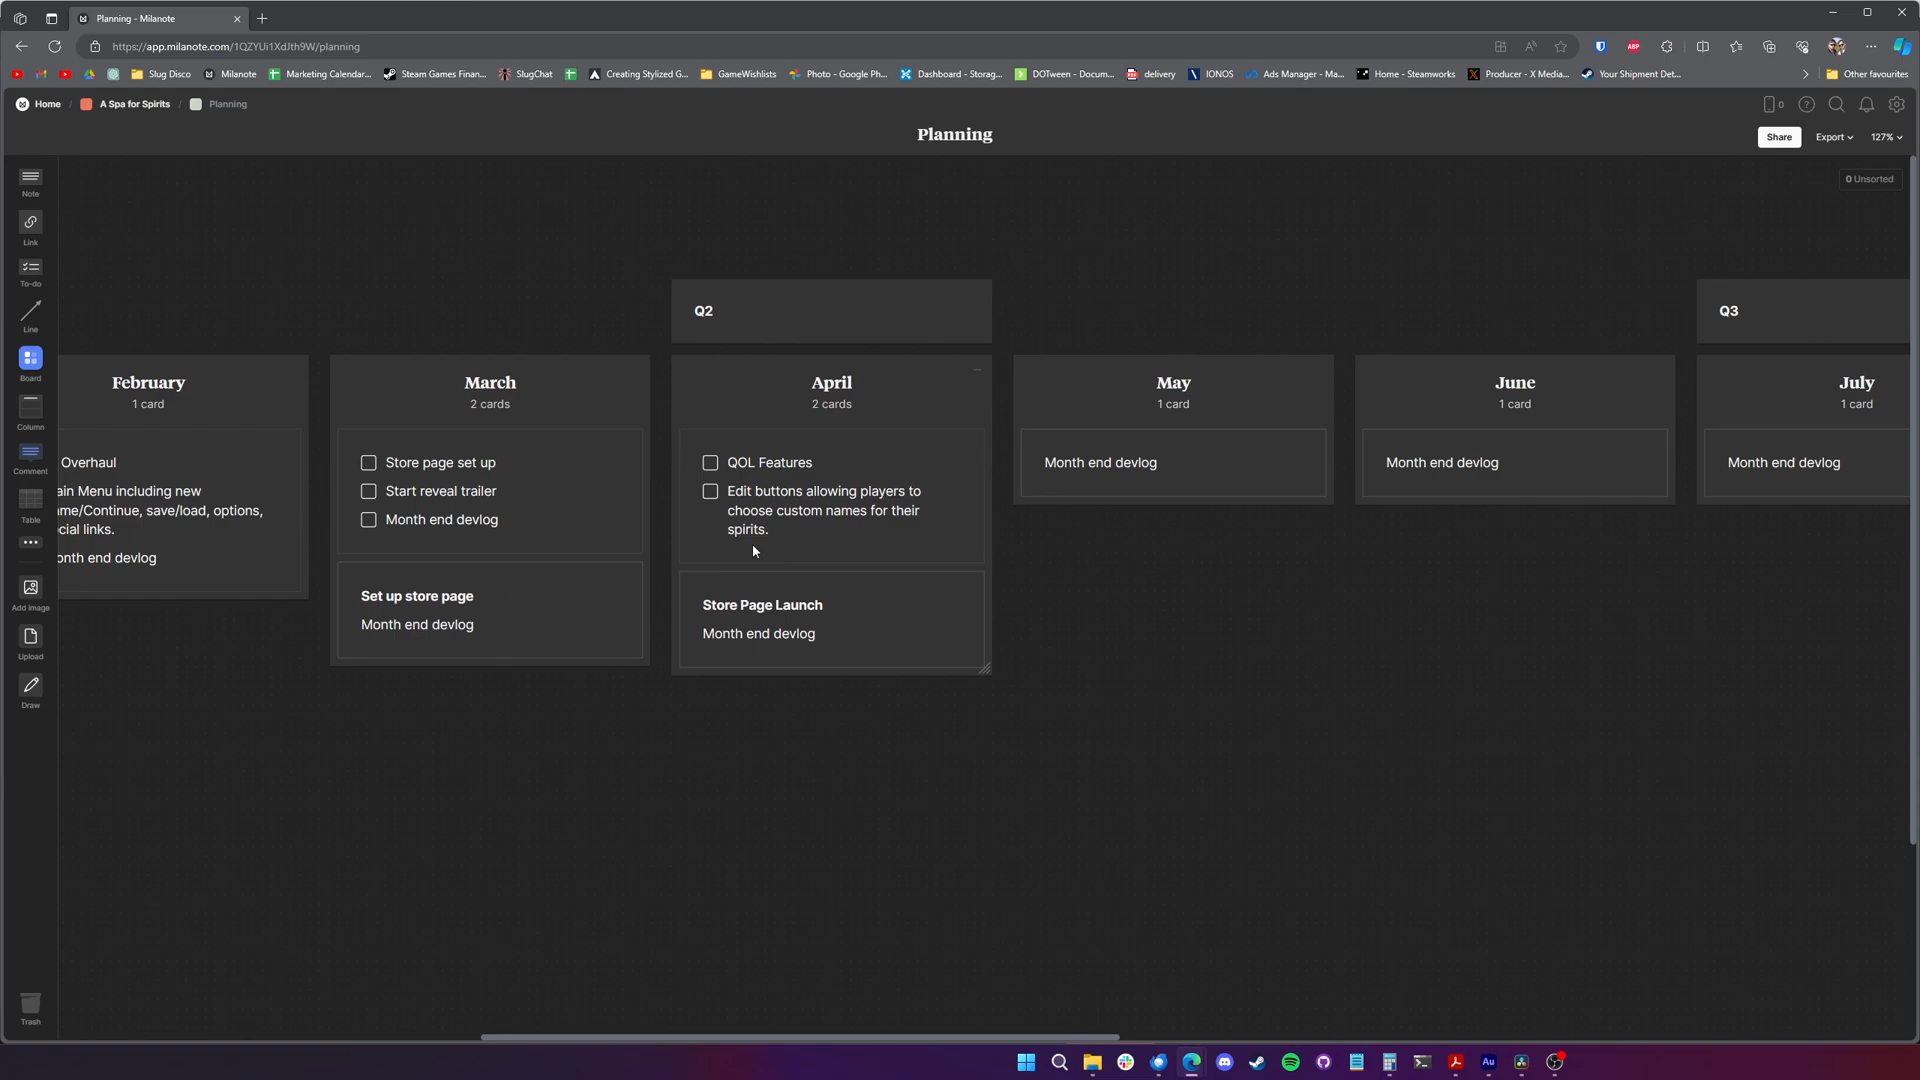 Planning - Milanote
https://app.milanote.com/1QZYUi1XdJth9W/planning
Slug Disco
Milanote
Marketing Calendar...
Steam Games Finan...
SlugChat
Creating Stylized G...
GameWishlists
Photo - Google Ph...
Dashboard - Storag...
DOTween - Docum...
delivery
IONOS
Ads Manager - Ma...
Home - Steamworks
Producer - X Media...
Your Shipment Det...
Other favourites
Home / A Spa for Spirits / Planning
0
Planning
Share
Export
127%
0 Unsorted
Note
Link
To-do
Line
Board
Column
Comment
Table
Add image
Upload
Draw
Trash
Q2
Q3
February
1 card
Overhaul
ain Menu including new
me/Continue, save/load, options,
cial links.
onth end devlog
March
2 cards
Store page set up
Start reveal trailer
Month end devlog
Set up store page
Month end devlog
April
2 cards
QOL Features
Edit buttons allowing players to
choose custom names for their
spirits.
Store Page Launch
Month end devlog
May
1 card
Month end devlog
June
1 card
Month end devlog
July
1 card
Month end devlog
ABP
Au